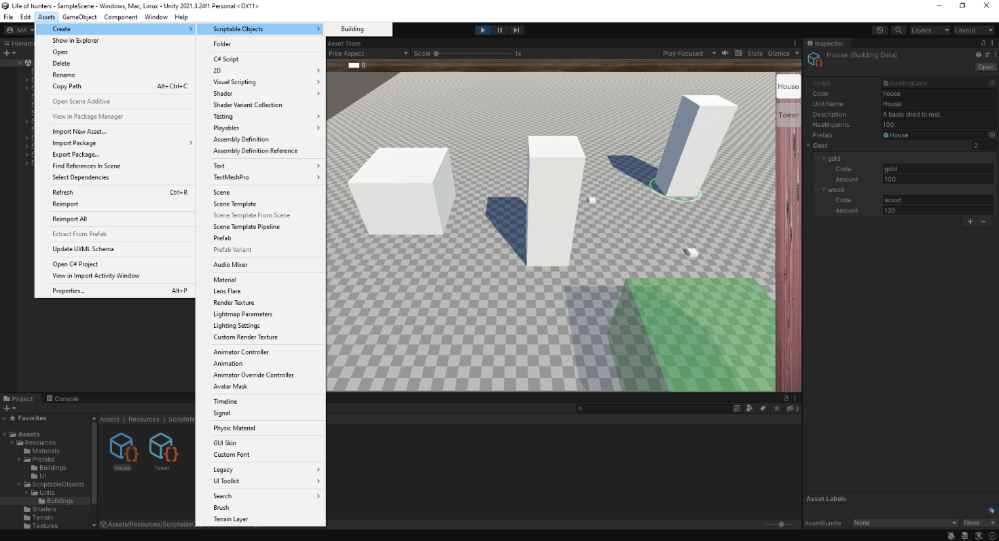 Life of hunters - SampleScene - Windows, Mac, Linux - Unity 2021.3.24f1 Personal <DX11>
File Edit Assets GameObject Component Window Help
MA
Hierarc
Create
Show in Explorer
Open
Delete
Rename
Copy Path Alt+Ctrl+C
Open Scene Additive
View in Package Manager
Import New Asset...
Import Package
Export Package...
Find References In Scene
Select Dependencies
Refresh Ctrl+R
Reimport
Reimport All
Extract From Prefab
Update UXML Schema
Open C# Project
View in Import Activity Window
Properties... Alt+P
Scriptable Objects
Folder
C# Script
2D
Visual Scripting
Shader
Shader Variant Collection
Testing
Playables
Assembly Definition
Assembly Definition Reference
Text
TextMeshPro
Scene
Scene Template
Scene Template From Scene
Scene Template Pipeline
Prefab
Prefab Variant
Audio Mixer
Material
Lens Flare
Render Texture
Lightmap Parameters
Lighting Settings
Custom Render Texture
Animator Controller
Animation
Animator Override Controller
Avatar Mask
Timeline
Signal
Physic Material
GUI Skin
Custom Font
Legacy
UI Toolkit
Search
Brush
Terrain Layer
Building
Layers Layout
Asset Store
Free Aspect Scale 1x Play Focused Stats Gizmos
0
House
Tower
Inspector
House (Building Data)
Open
Script BuildingData
Code house
Unit Name House
Description A basic shed to rest.
Healthpoints 100
Prefab House
Cost 2
gold
Code gold
Amount 100
wood
Code wood
Amount 120
+ −
Project Console
3
Favorites
Assets
Resources
Materials
Prefabs
Buildings
UI
ScriptableObjects
Units
Buildings
Shaders
Terrain
Textures
Assets > Resources > Scriptal
House Tower
Assets/Resources/ScriptableO
Asset Labels
AssetBundle None None